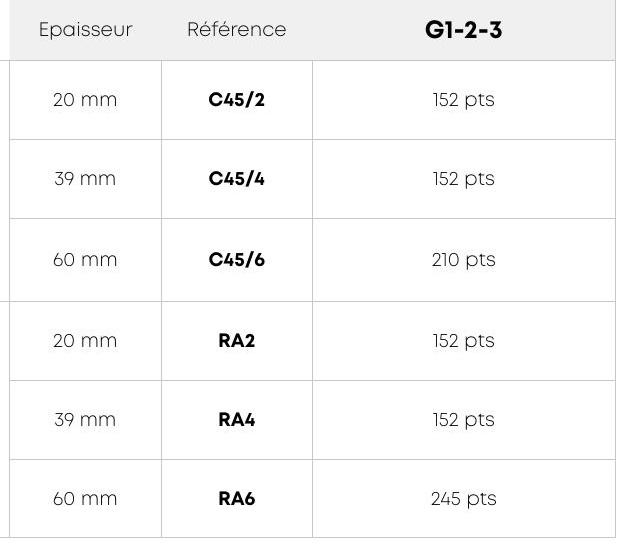 Epaisseur Référence G1-2-3
20 mm C45/2 152 pts
39 mm C45/4 152 pts
60 mm C45/6 210 pts
20 mm RA2 152 pts
39 mm RA4 152 pts
60 mm RA6 245 pts